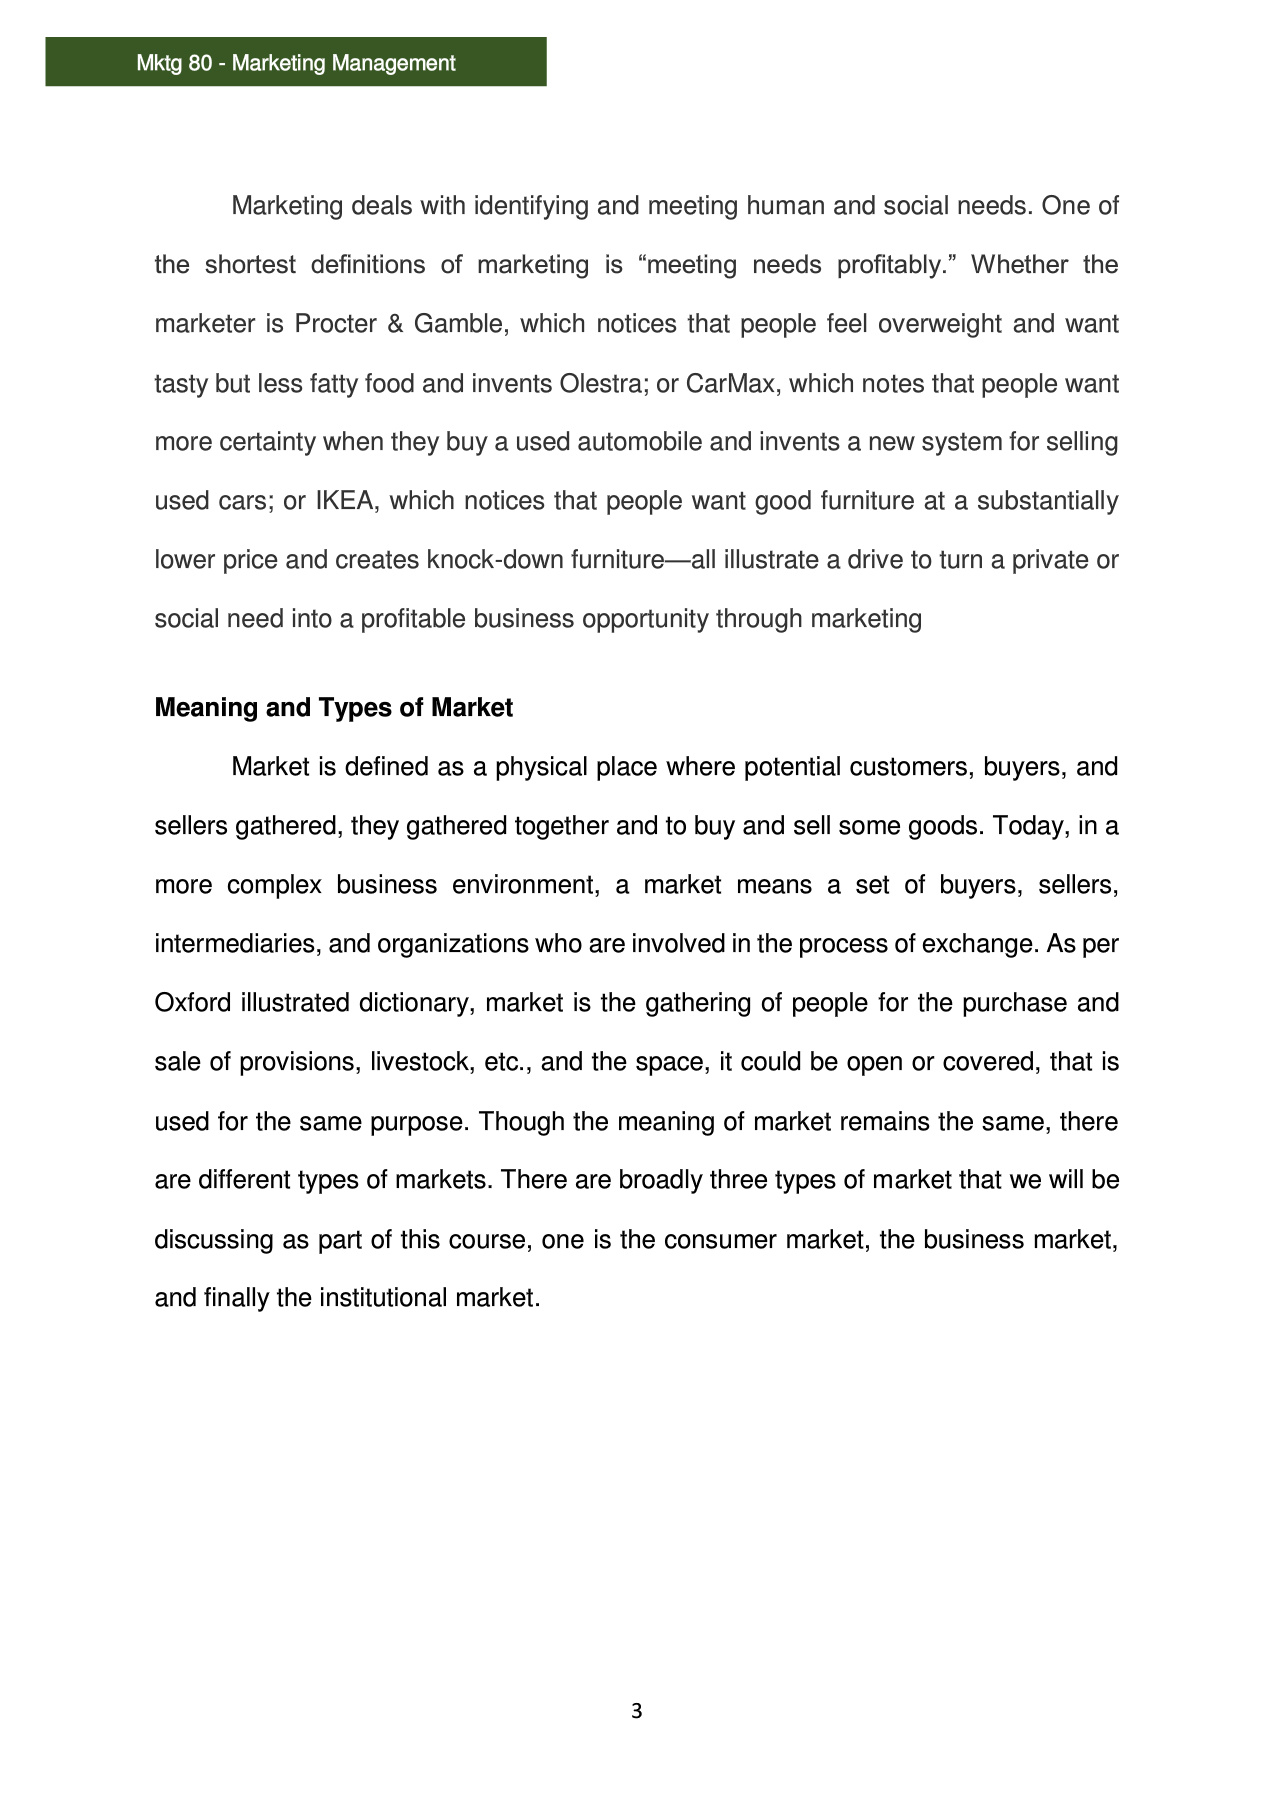 Mktg 80 - Marketing Management
Marketing deals with identifying and meeting human and social needs. One of
the shortest definitions of marketing is “meeting needs profitably.” Whether the
marketer is Procter & Gamble, which notices that people feel overweight and want
tasty but less fatty food and invents Olestra; or CarMax, which notes that people want
more certainty when they buy a used automobile and invents a new system for selling
used cars; or IKEA, which notices that people want good furniture at a substantially
lower price and creates knock-down furniture—all illustrate a drive to turn a private or
social need into a profitable business opportunity through marketing
Meaning and Types of Market
Market is defined as a physical place where potential customers, buyers, and
sellers gathered, they gathered together and to buy and sell some goods. Today, in a
more complex business environment, a market means a set of buyers, sellers,
intermediaries, and organizations who are involved in the process of exchange. As per
Oxford illustrated dictionary, market is the gathering of people for the purchase and
sale of provisions, livestock, etc., and the space, it could be open or covered, that is
used for the same purpose. Though the meaning of market remains the same, there
are different types of markets. There are broadly three types of market that we will be
discussing as part of this course, one is the consumer market, the business market,
and finally the institutional market.
3